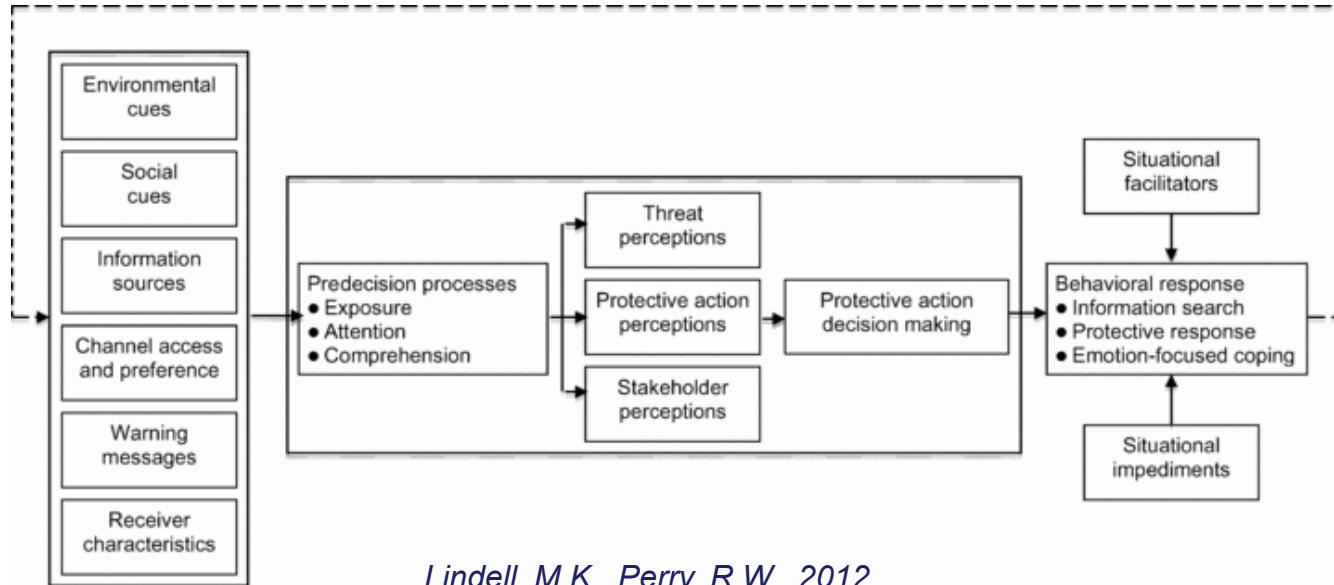 Environmental
cues
Social
cues
Information
sources
Channel access
and preference
Warning
messages
Receiver
characteristics
Predecision processes
● Exposure
● Attention
● Comprehension
Threat
perceptions
Protective action
perceptions
Stakeholder
perceptions
Protective action
decision making
Situational
facilitators
Behavioral response
● Information search
● Protective response
● Emotion-focused coping
Situational
impediments
Lindell, M.K., Perry, R.W., 2012